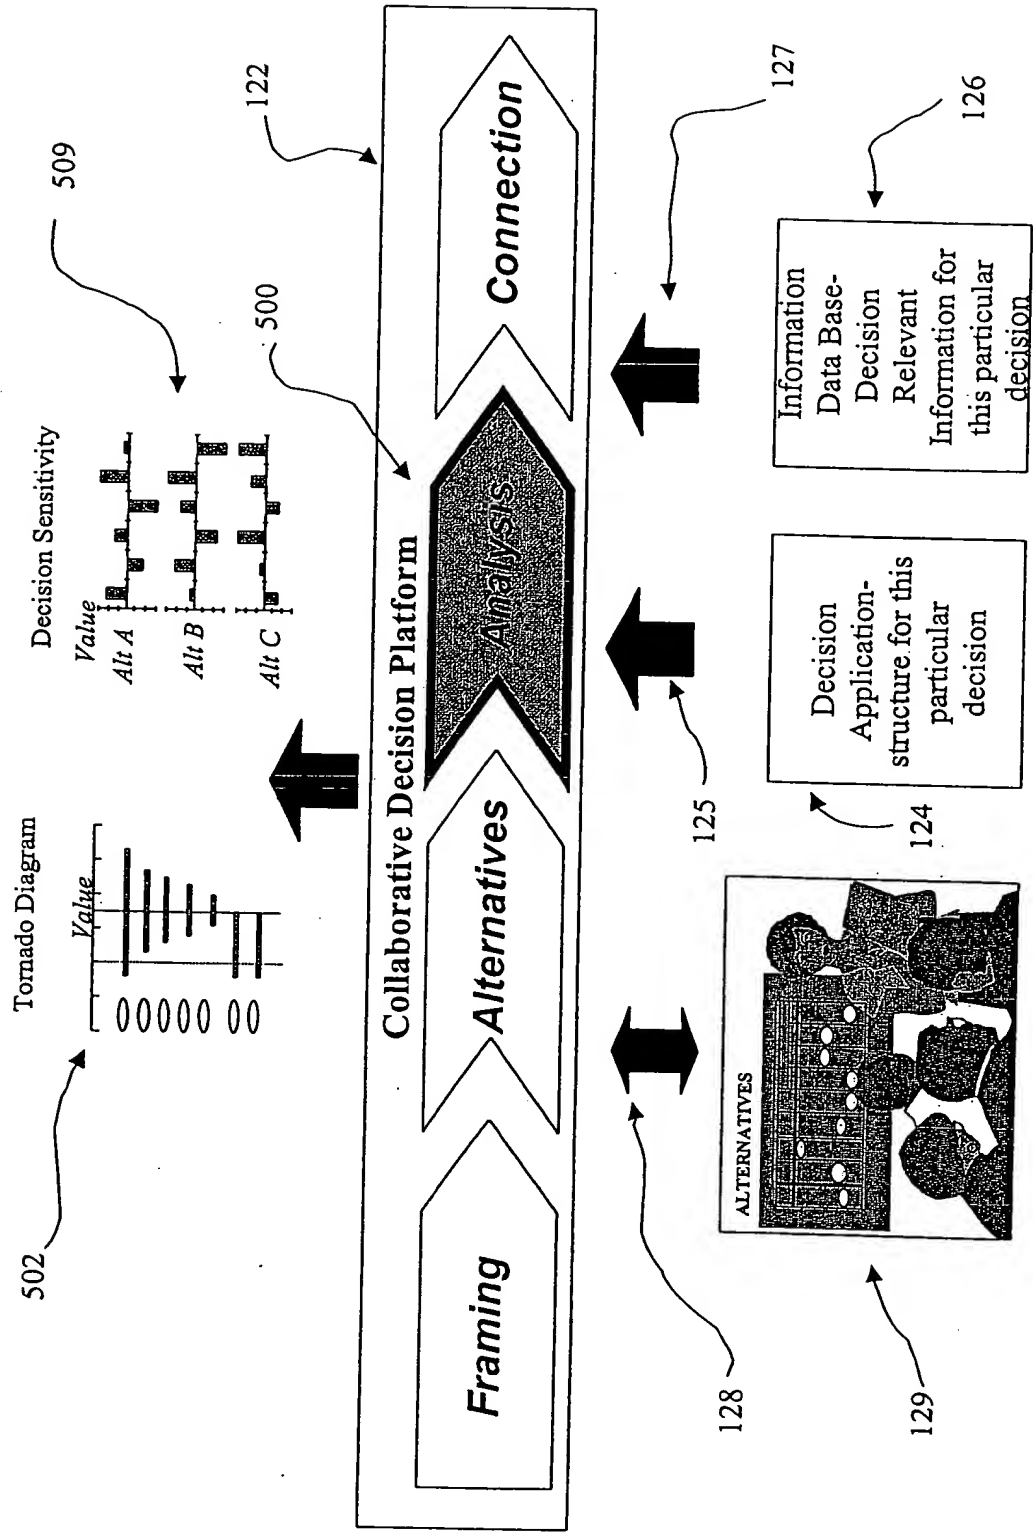 Tornado Diagram
Value
502
Decision Sensitivity
Value
Alt A
Alt B
Alt C
509
122
500
Collaborative Decision Platform
Framing
Alternatives
Analysis
Connection
128
125
127
129
ALTERNATIVES
124
Decision
Application-
structure for this
particular
decision
126
Information
Data Base-
Decision
Relevant
Information for
this particular
decision